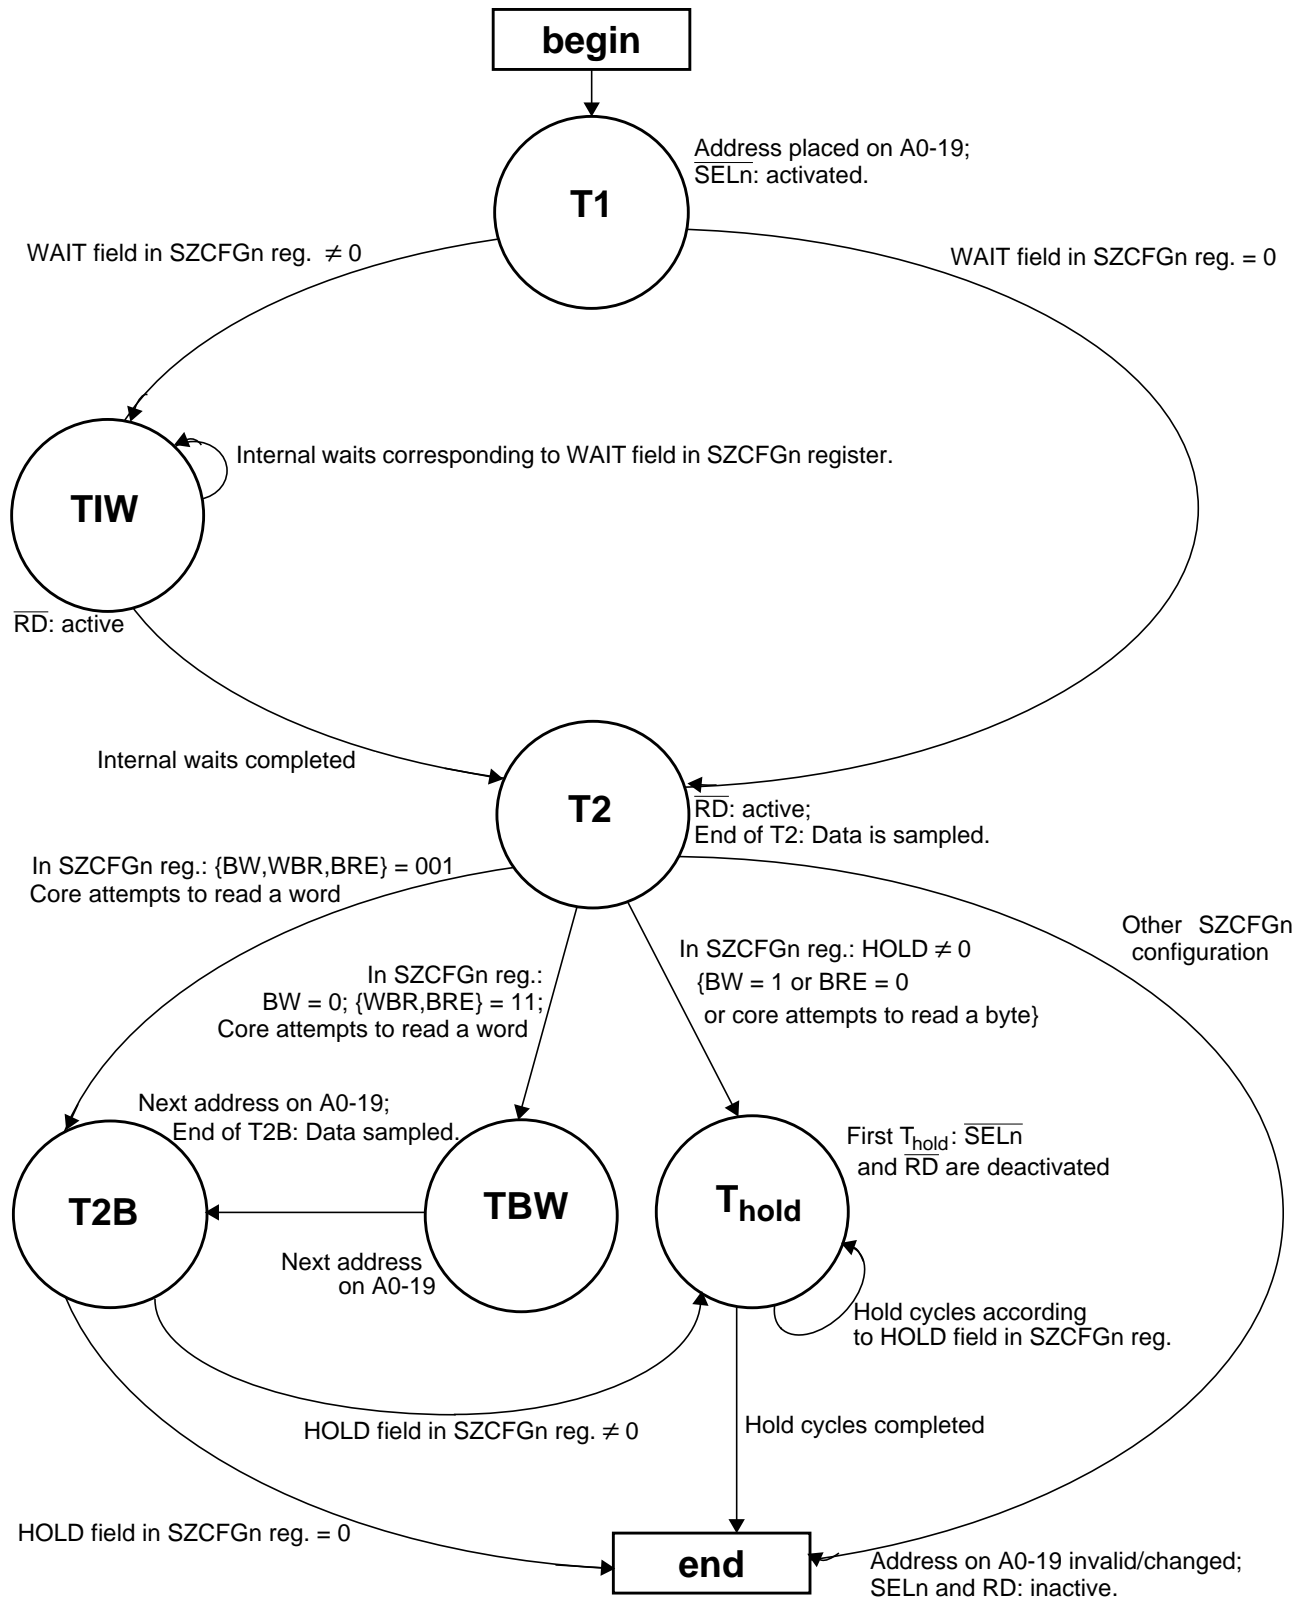 begin
T1
Address placed on A0-19;
SELn: activated.
WAIT field in SZCFGn reg. ≠ 0
WAIT field in SZCFGn reg. = 0
TIW
Internal waits corresponding to WAIT field in SZCFGn register.
RD: active
Internal waits completed
T2
RD: active;
End of T2: Data is sampled.
In SZCFGn reg.: {BW,WBR,BRE} = 001
Core attempts to read a word
In SZCFGn reg.:
BW = 0; {WBR,BRE} = 11;
Core attempts to read a word
In SZCFGn reg.: HOLD ≠ 0
{BW = 1 or BRE = 0
or core attempts to read a byte}
Other SZCFGn
configuration
Next address on A0-19;
End of T2B: Data sampled.
T2B
TBW
Next address
on A0-19
Thold
First Thold: SELn
and RD are deactivated
Hold cycles according
to HOLD field in SZCFGn reg.
HOLD field in SZCFGn reg. ≠ 0
Hold cycles completed
HOLD field in SZCFGn reg. = 0
end
Address on A0-19 invalid/changed;
SELn and RD: inactive.